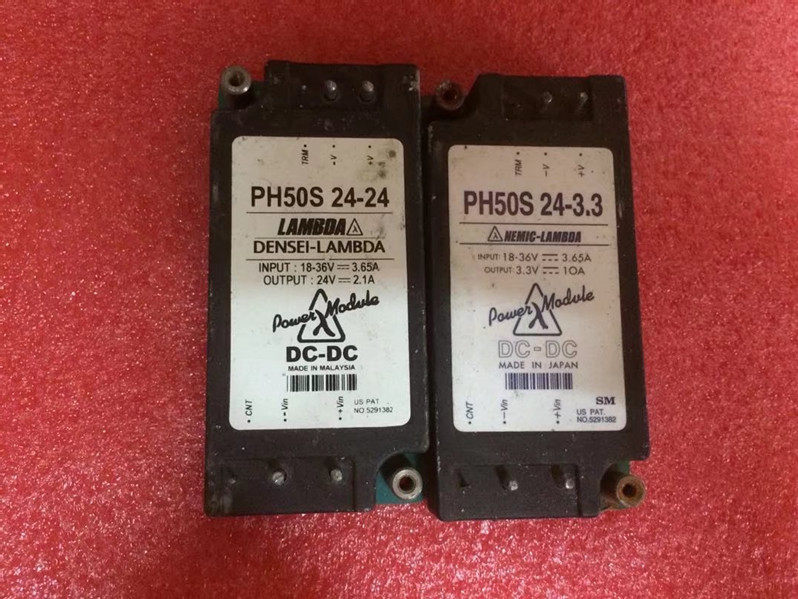 TRM
-V
+V
PH50S 24-24
LAMBDA
DENSEI-LAMBDA
INPUT : 18-36V 3.65A
OUTPUT : 24V 2.1A
Power Module
DC-DC
MADE IN MALAYSIA
CNT
-Vin
+Vin
US PAT.
NO.5291382
TRM
-V
+V
PH50S 24-3.3
NEMIC-LAMBDA
INPUT: 18-36V 3.65A
OUTPUT: 3.3V 10A
Power Module
DC-DC
MADE IN JAPAN
SM
CNT
-Vin
+Vin
US PAT.
NO.5291382